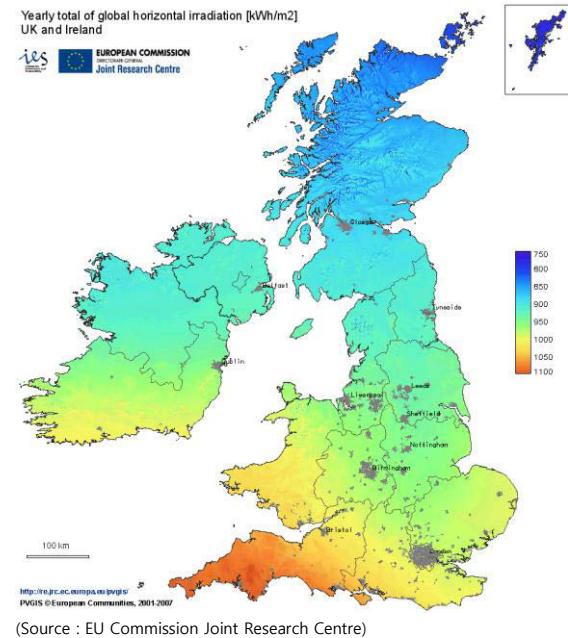 Yearly total of global horizontal irradiation [kWh/m2]
UK and Ireland
ies
EUROPEAN COMMISSION
DIRECTORATE-GENERAL
Joint Research Centre
Glasgow
Belfast
Tyneside
Dublin
Liverpool
Leeds
Sheffield
Nottingham
Birmingham
Bristol
London
750
800
850
900
950
1000
1050
1100
100 km
http://re.jrc.ec.europa.eu/pvgis/
PVGIS © European Communities, 2001-2007
(Source : EU Commission Joint Research Centre)